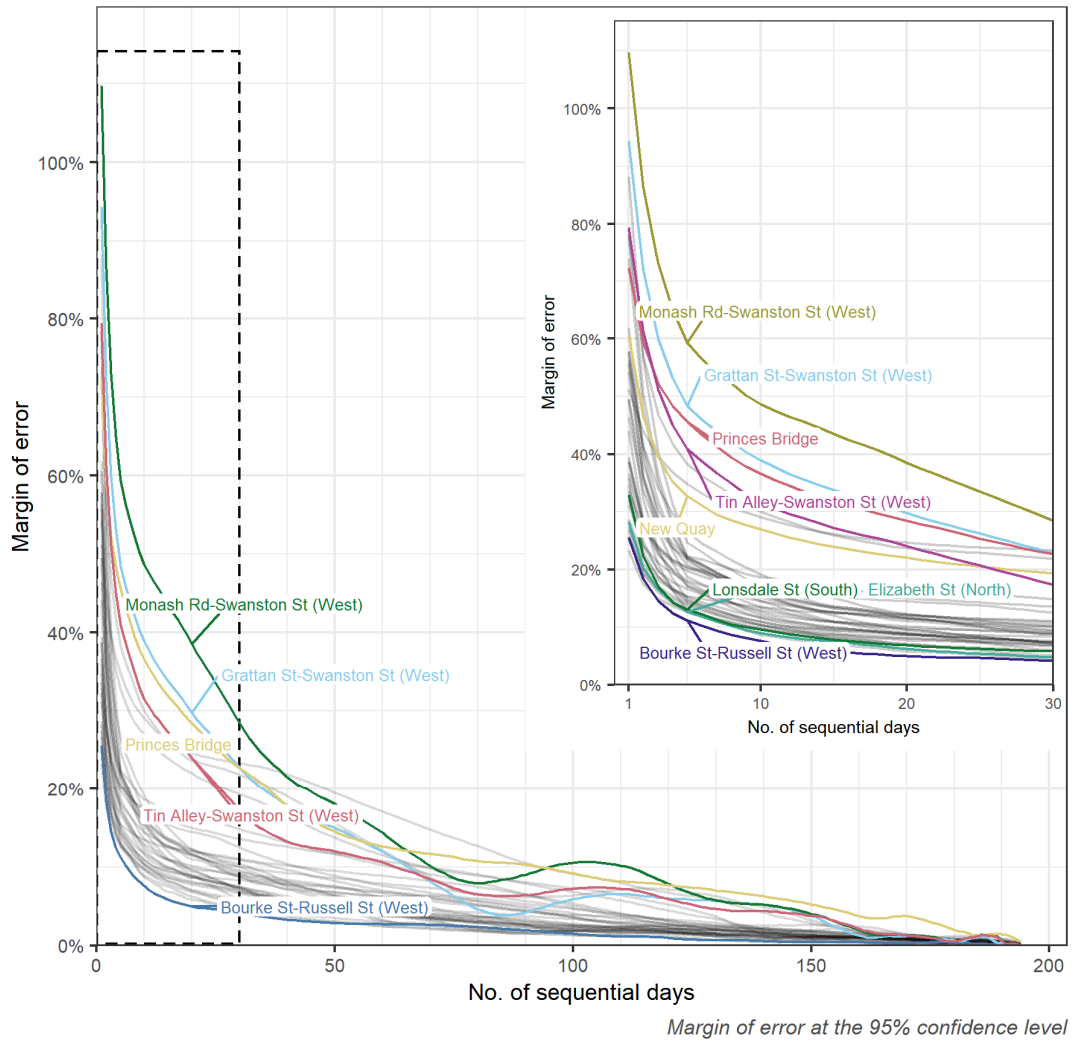 100%
80%
60%
40%
20%
0%
Margin of error
Monash Rd-Swanston St (West)
Grattan St-Swanston St (West)
Princes Bridge
Tin Alley-Swanston St (West)
Bourke St-Russell St (West)
0
50
100
150
200
No. of sequential days
100%
80%
60%
40%
20%
0%
Margin of error
Monash Rd-Swanston St (West)
Grattan St-Swanston St (West)
Princes Bridge
Tin Alley-Swanston St (West)
New Quay
Lonsdale St (South)
Elizabeth St (North)
Bourke St-Russell St (West)
1
10
20
30
No. of sequential days
Margin of error at the 95% confidence level